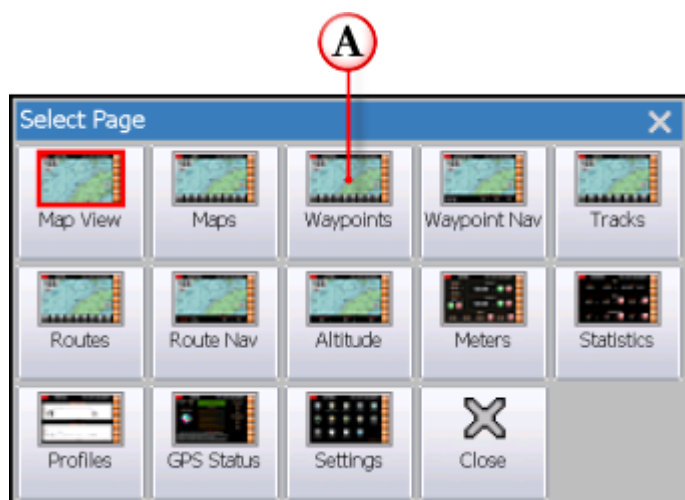 A
Select Page
Map View Maps Waypoints Waypoint Nav Tracks
Routes Route Nav Altitude Meters Statistics
Profiles GPS Status Settings Close